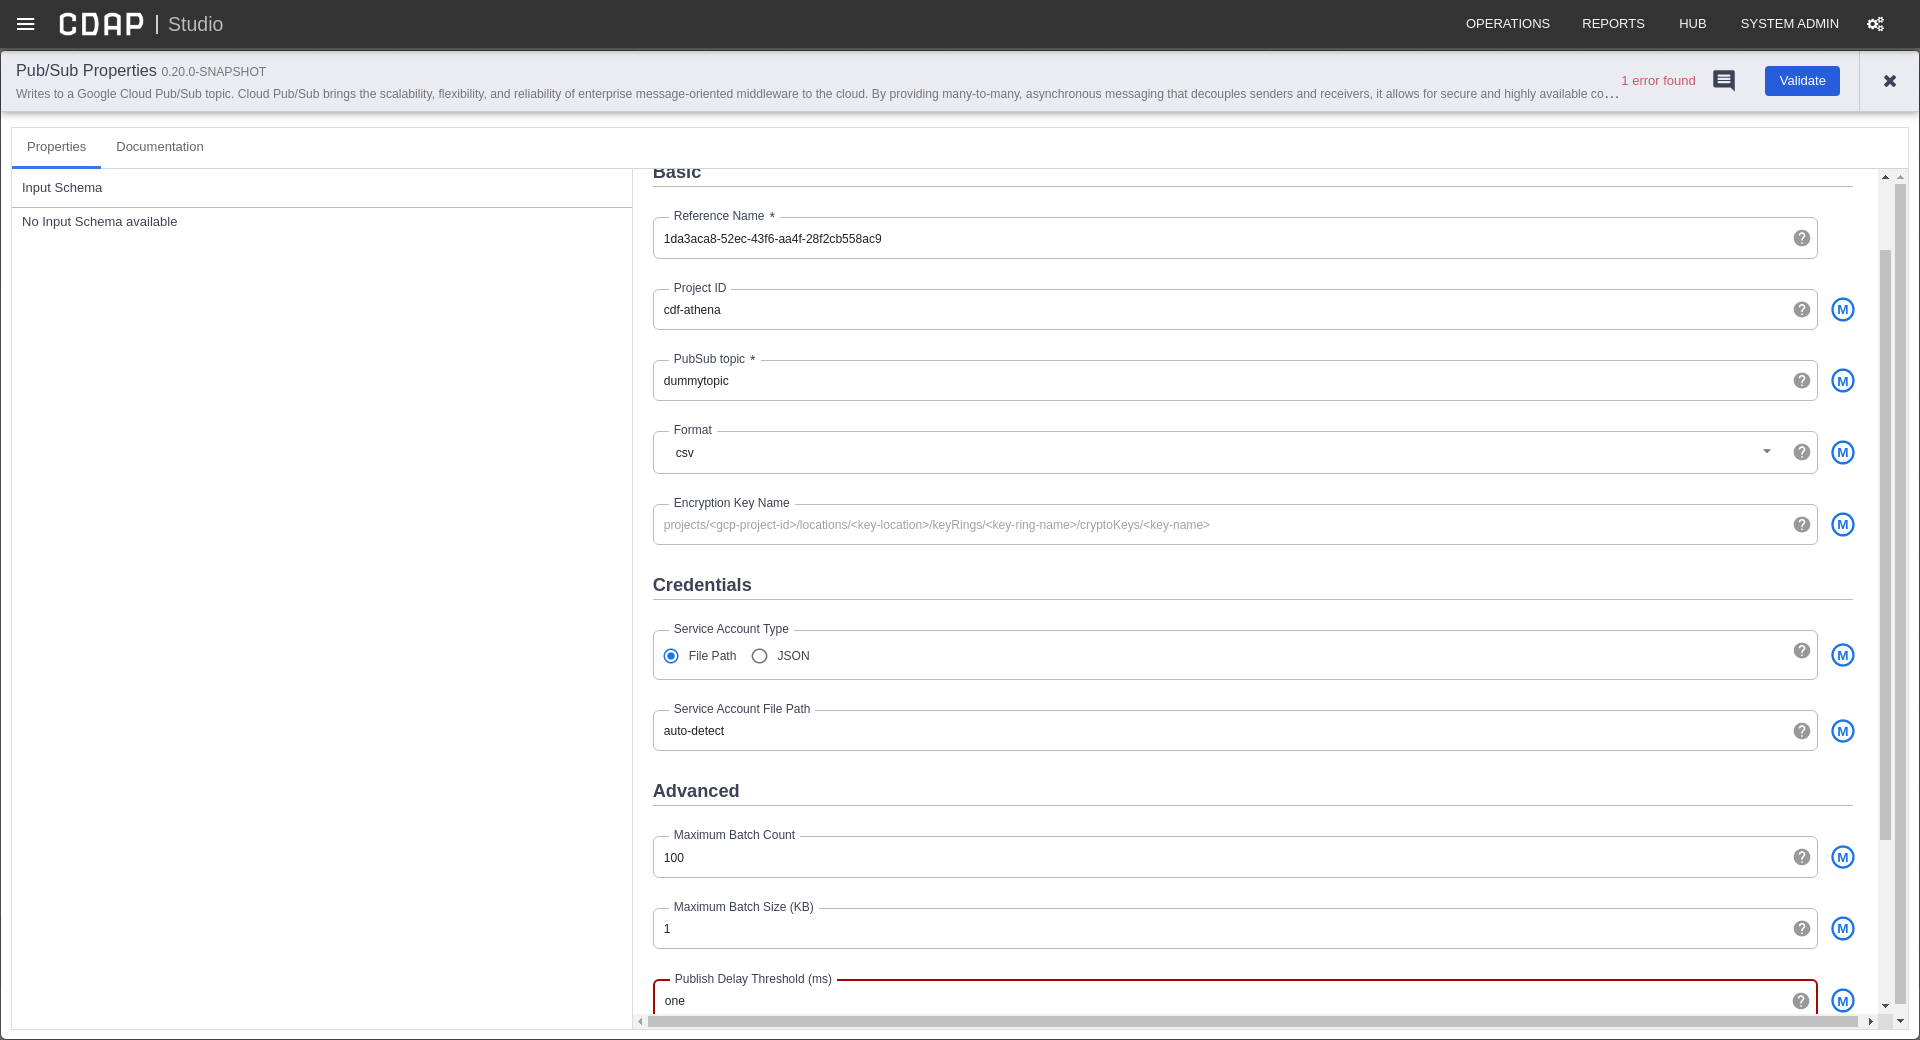 CDAP | Studio
OPERATIONS REPORTS HUB SYSTEM ADMIN
Pub/Sub Properties 0.20.0-SNAPSHOT
Writes to a Google Cloud Pub/Sub topic. Cloud Pub/Sub brings the scalability, flexibility, and reliability of enterprise message-oriented middleware to the cloud. By providing many-to-many, asynchronous messaging that decouples senders and receivers, it allows for secure and highly available co...
1 error found
Validate
Properties Documentation
Input Schema
No Input Schema available
Basic
Reference Name *
1da3aca8-52ec-43f6-aa4f-28f2cb558ac9
?
Project ID
cdf-athena
? M
PubSub topic *
dummytopic
? M
Format
csv
? M
Encryption Key Name
projects/<gcp-project-id>/locations/<key-location>/keyRings/<key-ring-name>/cryptoKeys/<key-name>
? M
Credentials
Service Account Type
File Path JSON
? M
Service Account File Path
auto-detect
? M
Advanced
Maximum Batch Count
100
? M
Maximum Batch Size (KB)
1
? M
Publish Delay Threshold (ms)
one
? M